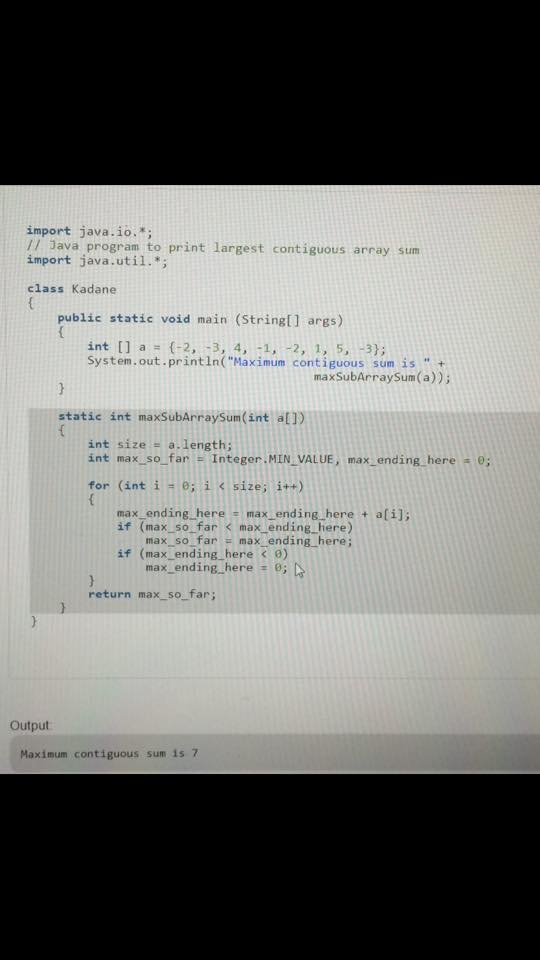 import java.io.*;
// Java program to print largest contiguous array sum
import java.util.*;
class Kadane
{
public static void main (String[] args)
{
int [] a = {-2, -3, 4, -1, -2, 1, 5, -3};
System.out.println("Maximum contiguous sum is " +
maxSubArraySum(a));
}
static int maxSubArraySum(int a[])
{
int size = a.length;
int max_so_far = Integer.MIN_VALUE, max_ending_here = 0;
for (int i = 0; i < size; i++)
{
max_ending_here = max_ending_here + a[i];
if (max_so_far < max_ending_here)
max_so_far = max_ending_here;
if (max_ending_here < 0)
max_ending_here = 0;
}
return max_so_far;
}
}
Output:
Maximum contiguous sum is 7